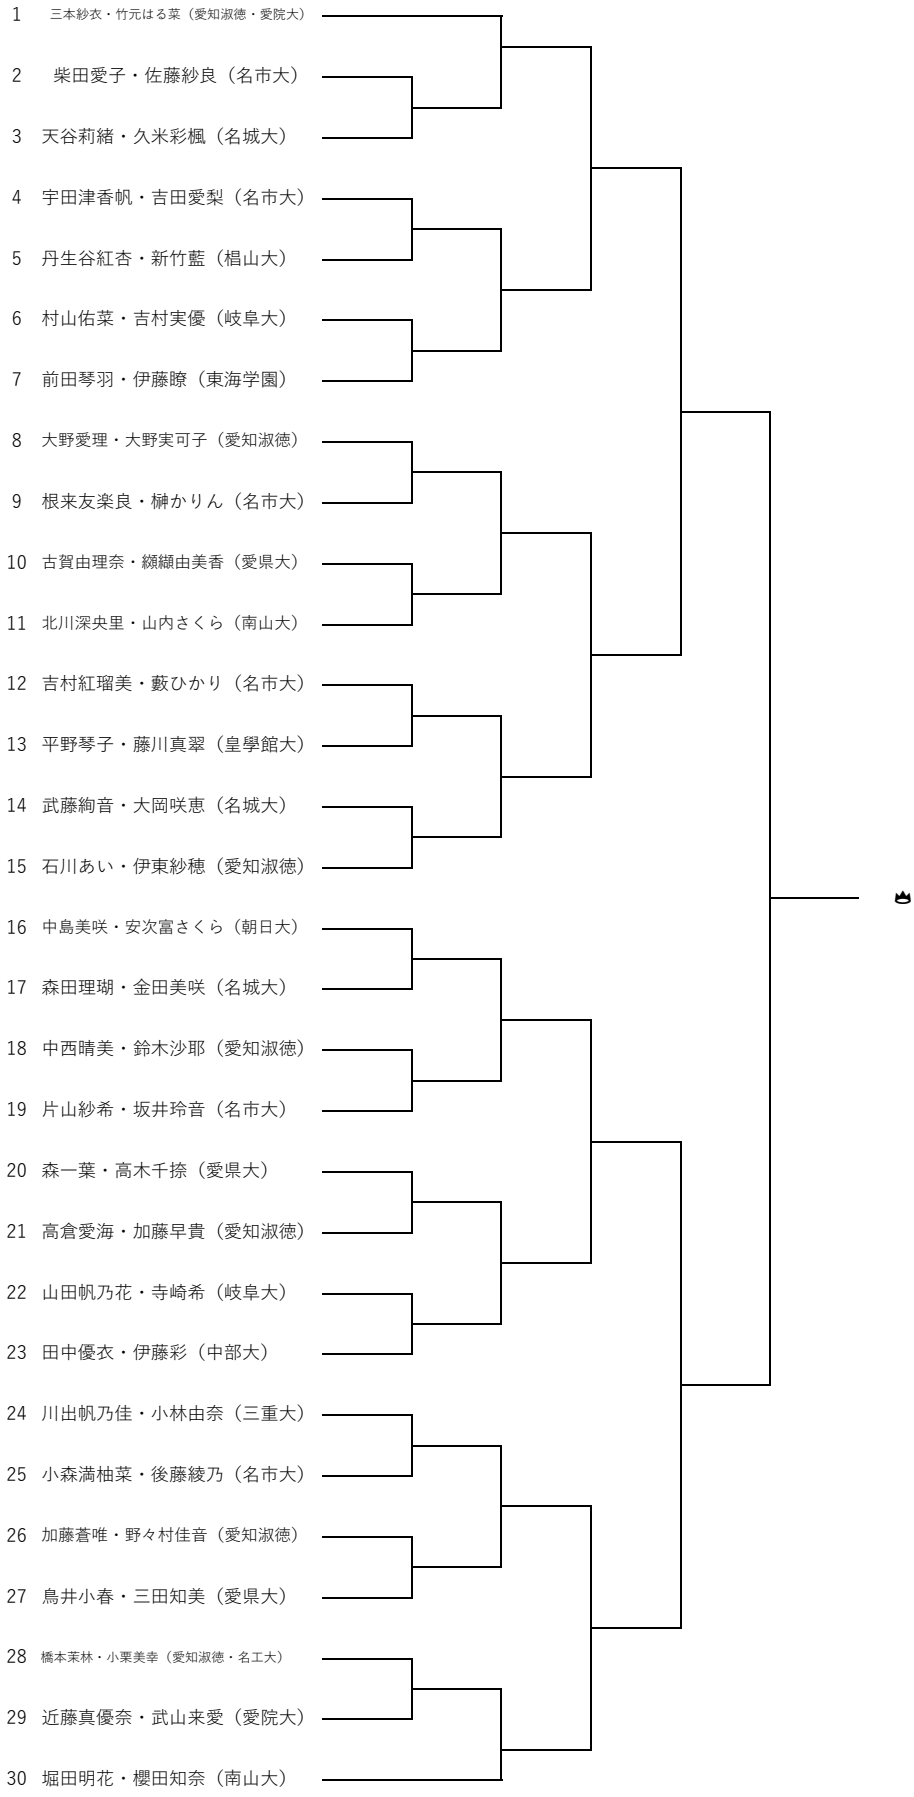 1 三本紗衣・竹元はる菜（愛知淑徳・愛院大）
2 柴田愛子・佐藤紗良（名市大）
3 天谷莉緒・久米彩楓（名城大）
4 宇田津香帆・吉田愛梨（名市大）
5 丹生谷紅杏・新竹藍（椙山大）
6 村山佑菜・吉村実優（岐阜大）
7 前田琴羽・伊藤瞭（東海学園）
8 大野愛理・大野実可子（愛知淑徳）
9 根来友楽良・榊かりん（名市大）
10 古賀由理奈・纐纈由美香（愛県大）
11 北川深央里・山内さくら（南山大）
12 吉村紅瑠美・藪ひかり（名市大）
13 平野琴子・藤川真翠（皇學館大）
14 武藤絢音・大岡咲恵（名城大）
15 石川あい・伊東紗穂（愛知淑徳）
16 中島美咲・安次富さくら（朝日大）
17 森田理瑚・金田美咲（名城大）
18 中西晴美・鈴木沙耶（愛知淑徳）
19 片山紗希・坂井玲音（名市大）
20 森一葉・高木千捺（愛県大）
21 高倉愛海・加藤早貴（愛知淑徳）
22 山田帆乃花・寺崎希（岐阜大）
23 田中優衣・伊藤彩（中部大）
24 川出帆乃佳・小林由奈（三重大）
25 小森満柚菜・後藤綾乃（名市大）
26 加藤蒼唯・野々村佳音（愛知淑徳）
27 鳥井小春・三田知美（愛県大）
28 橋本茉林・小栗美幸（愛知淑徳・名工大）
29 近藤真優奈・武山来愛（愛院大）
30 堀田明花・櫻田知奈（南山大）